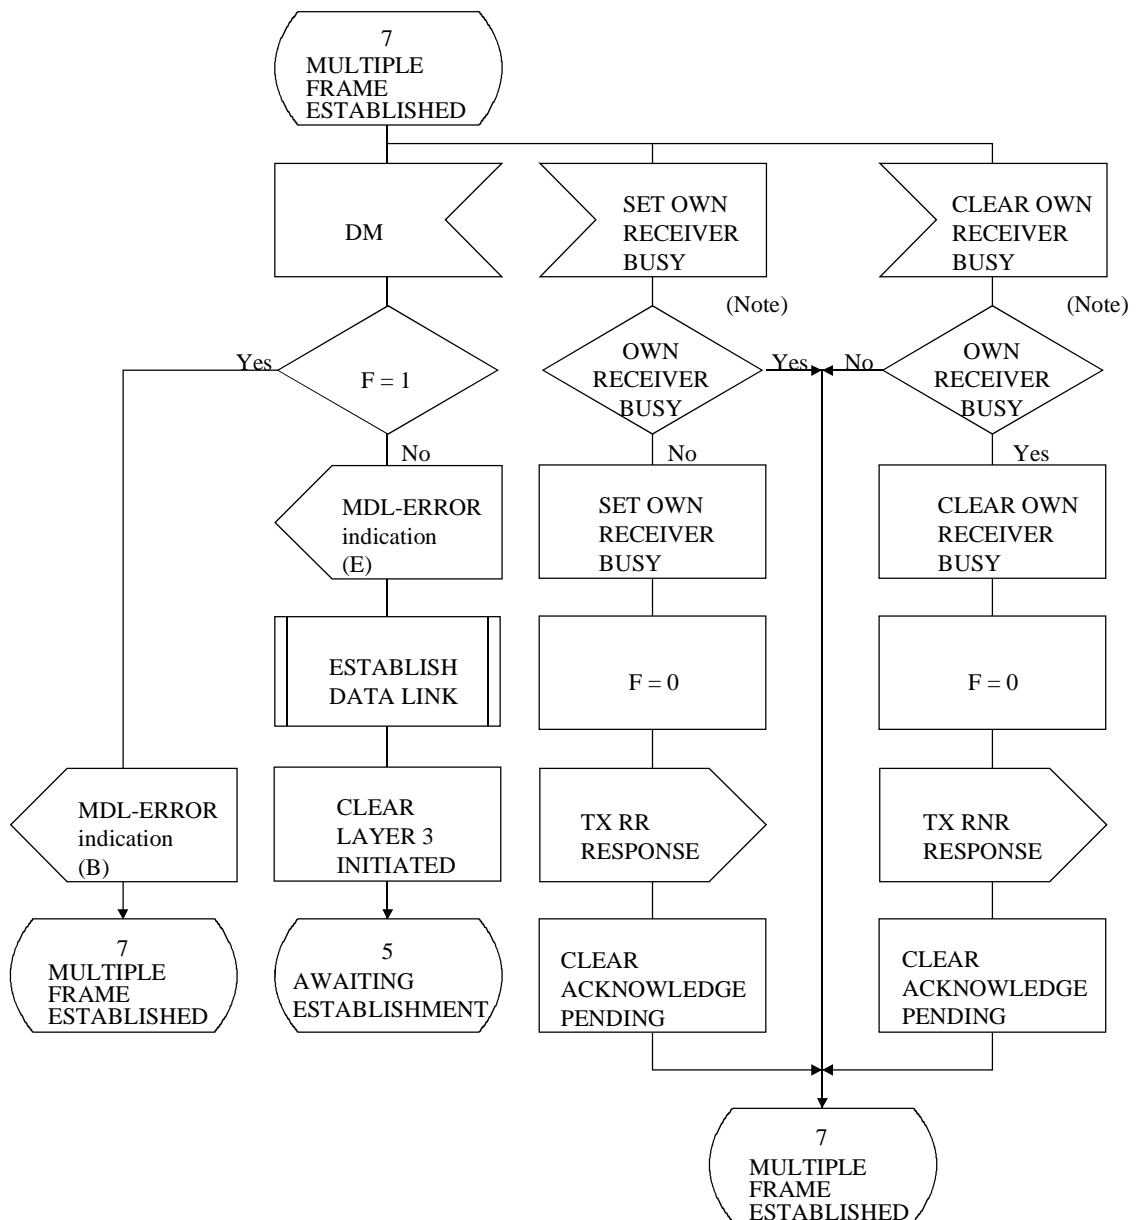 7
MULTIPLE
FRAME
ESTABLISHED
DM
SET OWN
RECEIVER
BUSY
CLEAR OWN
RECEIVER
BUSY
(Note)
(Note)
Yes
F = 1
No
OWN
RECEIVER
BUSY
Yes
No
No
OWN
RECEIVER
BUSY
Yes
MDL-ERROR
indication
(E)
SET OWN
RECEIVER
BUSY
CLEAR OWN
RECEIVER
BUSY
ESTABLISH
DATA LINK
F = 0
F = 0
MDL-ERROR
indication
(B)
CLEAR
LAYER 3
INITIATED
TX RR
RESPONSE
TX RNR
RESPONSE
7
MULTIPLE
FRAME
ESTABLISHED
5
AWAITING
ESTABLISHMENT
CLEAR
ACKNOWLEDGE
PENDING
CLEAR
ACKNOWLEDGE
PENDING
7
MULTIPLE
FRAME
ESTABLISHED